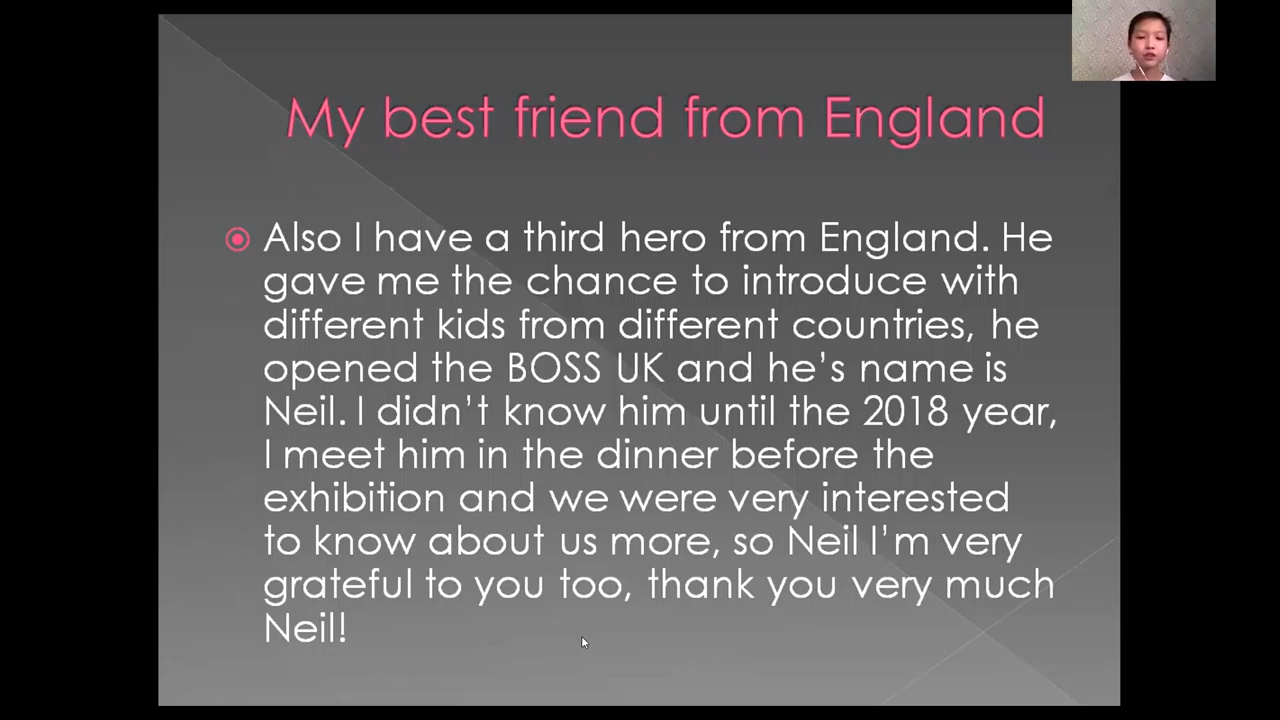 My best friend from England
Also I have a third hero from England. He
gave me the chance to introduce with
different kids from different countries, he
opened the BOSS UK and he's name is
Neil. I didn't know him until the 2018 year,
I meet him in the dinner before the
exhibition and we were very interested
to know about us more, so Neil I'm very
grateful to you too, thank you very much
Neil!